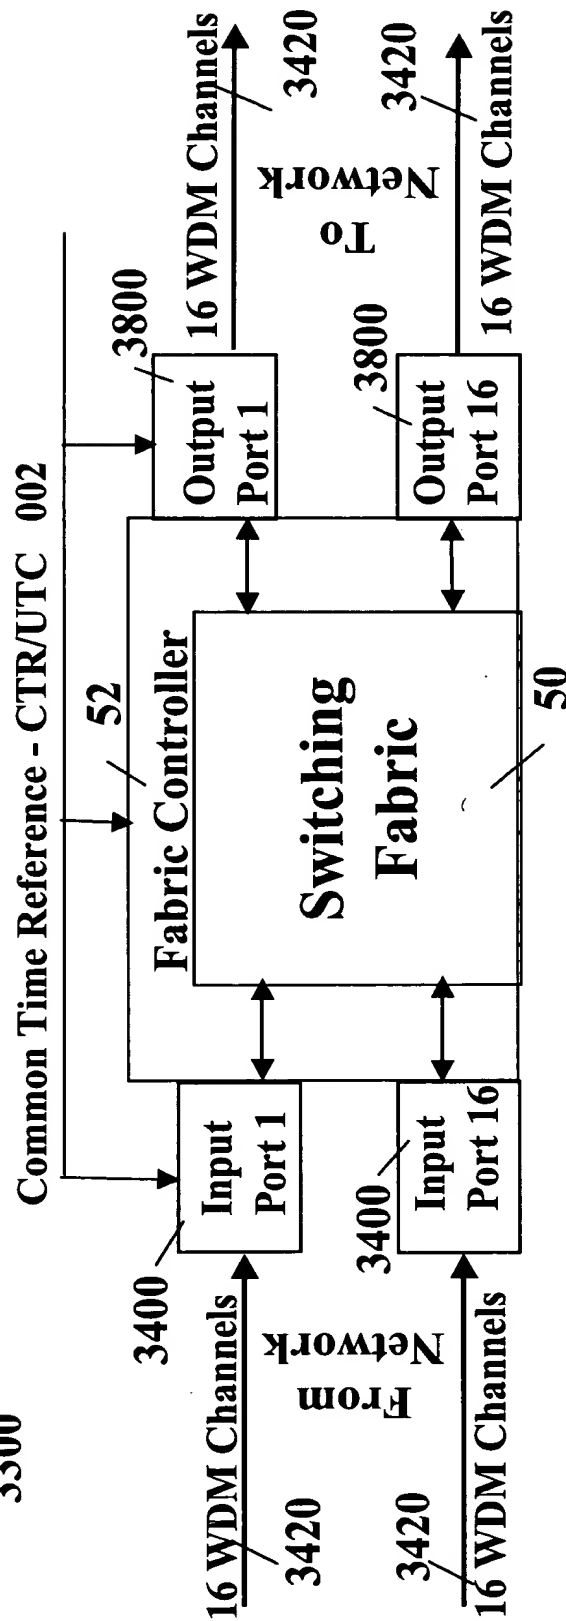 3300
Common Time Reference - CTR/UTC 002
16 WDM Channels
3420
3400
Input
Port 1
From
Network
16 WDM Channels
3420
3400
Input
Port 16
52
Fabric Controller
Switching
Fabric
50
3800
Output
Port 1
16 WDM Channels
3420
To
Network
3800
Output
Port 16
16 WDM Channels
3420